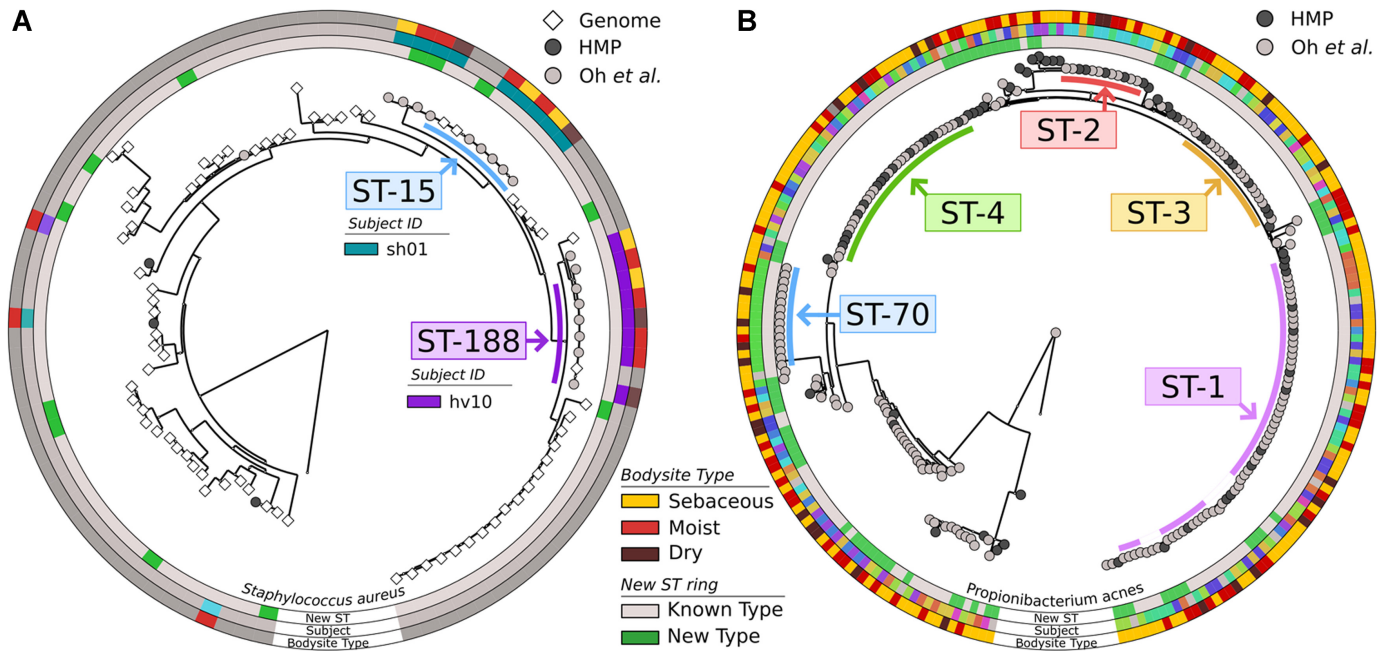 A
Genome
HMP
Oh et al.
ST-15
Subject ID
sh01
ST-188
Subject ID
hv10
Staphylococcus aureus
New ST
Subject
Bodysite Type
Bodysite Type
Sebaceous
Moist
Dry
New ST ring
Known Type
New Type
B
HMP
Oh et al.
ST-2
ST-4
ST-3
ST-70
ST-1
Propionibacterium acnes
New ST
Subject
Bodysite Type